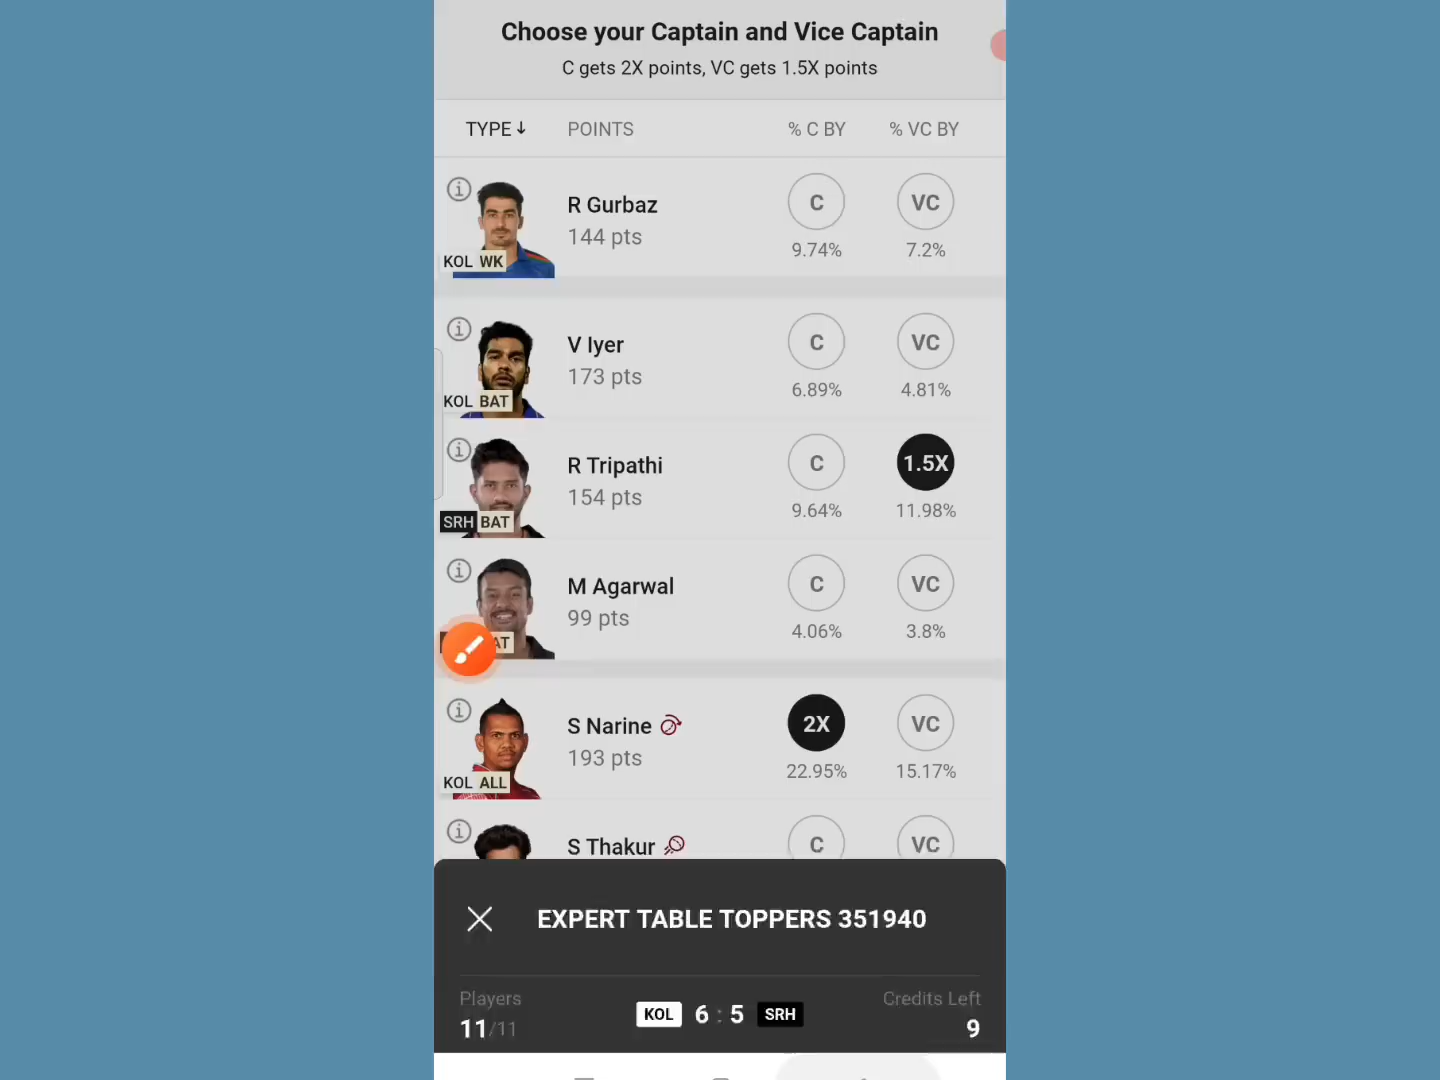 Choose your Captain and Vice Captain
C gets 2X points, VC gets 1.5X points
TYPE↓ POINTS % C BY % VC BY
R Gurbaz
144 pts
KOL WK
C VC
9.74% 7.2%
V Iyer
173 pts
KOL BAT
C VC
6.89% 4.81%
R Tripathi
154 pts
SRH BAT
C 1.5X
9.64% 11.98%
M Agarwal
99 pts
C VC
4.06% 3.8%
S Narine
193 pts
KOL ALL
2X VC
22.95% 15.17%
S Thakur
C VC
EXPERT TABLE TOPPERS 351940
Players
11/11
KOL 6 : 5 SRH
Credits Left
9